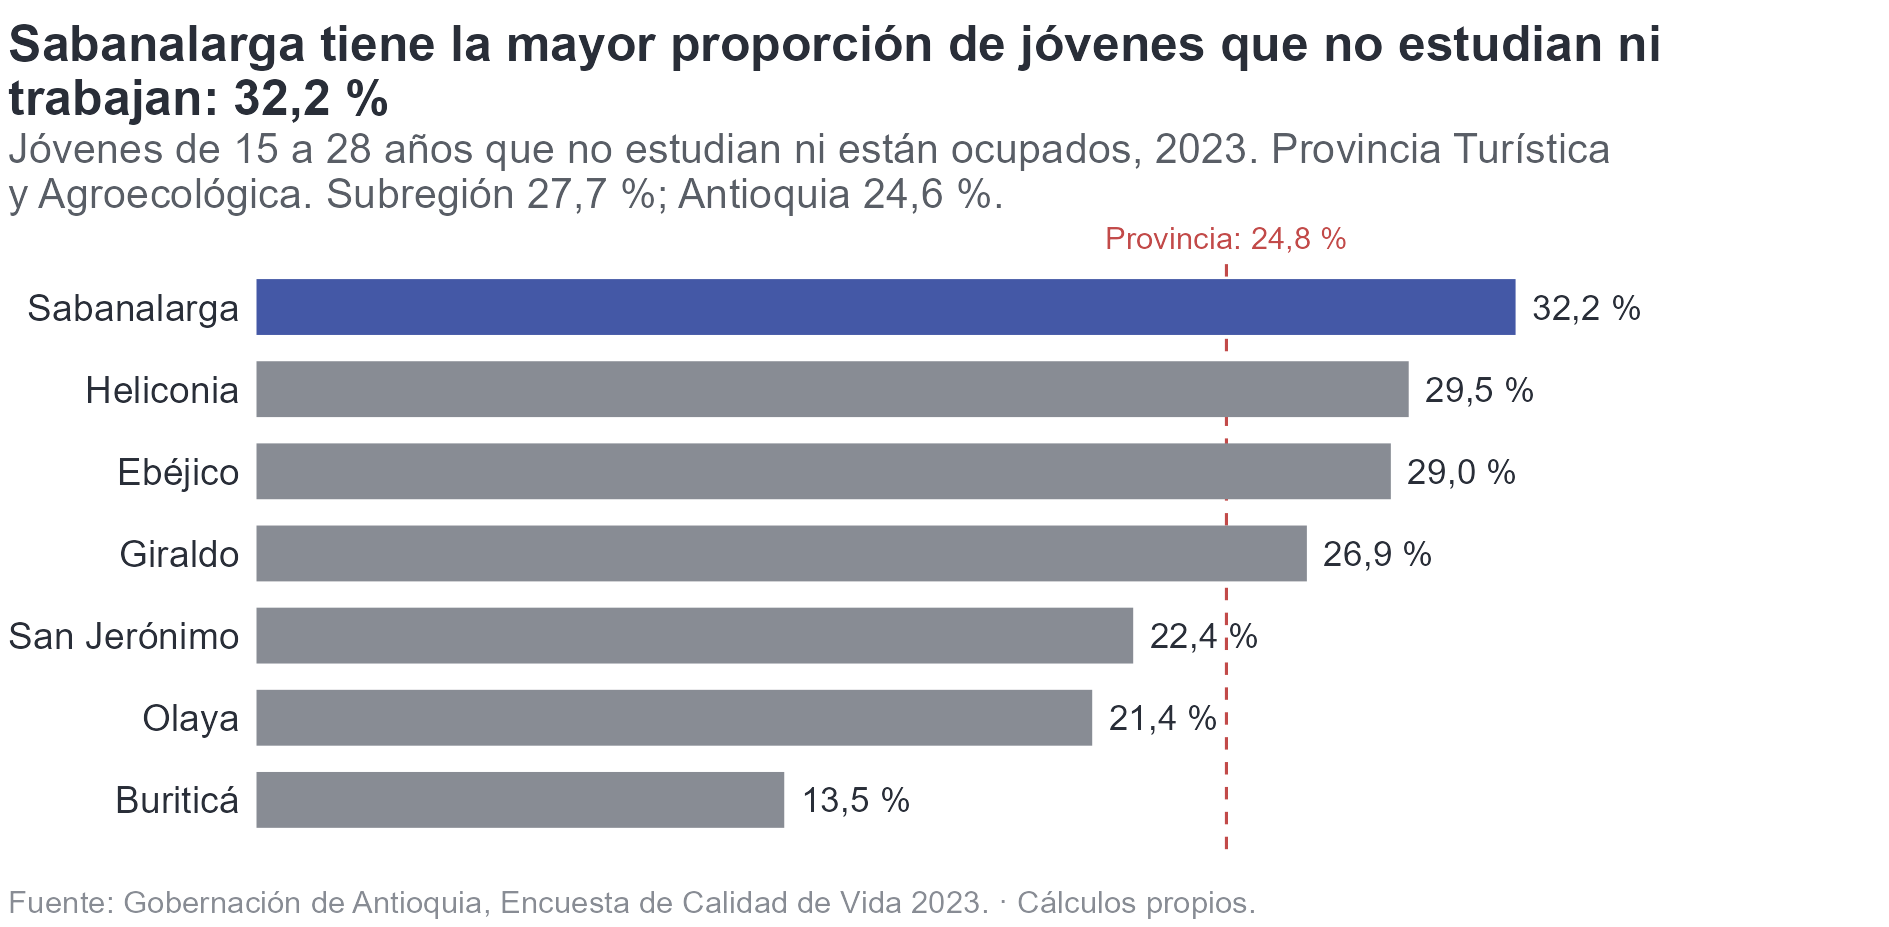 Sabanalarga tiene la mayor proporción de jóvenes que no estudian ni
trabajan: 32,2 %
Jóvenes de 15 a 28 años que no estudian ni están ocupados, 2023. Provincia Turística
y Agroecológica. Subregión 27,7 %; Antioquia 24,6 %.
Provincia: 24,8 %
Sabanalarga 32,2 %
Heliconia 29,5 %
Ebéjico 29,0 %
Giraldo 26,9 %
San Jerónimo 22,4 %
Olaya 21,4 %
Buriticá 13,5 %
Fuente: Gobernación de Antioquia, Encuesta de Calidad de Vida 2023. · Cálculos propios.